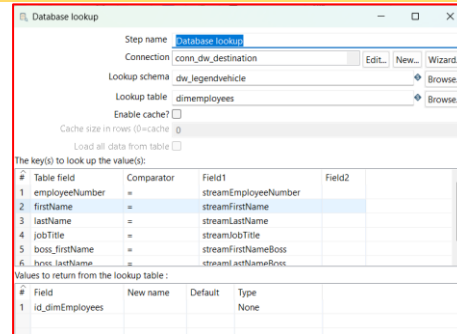 Database lookup
Step name Database lookup
Connection conn_dw_destination Edit... New... Wizard.
Lookup schema dw_legendvehicle Browse.
Lookup table dimemployees Browse.
Enable cache?
Cache size in rows (0=cache 0
Load all data from table
The key(s) to look up the value(s):
# Table field Comparator Field1 Field2
1 employeeNumber = streamEmployeeNumber
2 firstName = streamFirstName
3 lastName = streamLastName
4 jobTitle = streamJobTitle
5 boss_firstName = streamFirstNameBoss
6 boss_lastName = streamLastNameBoss
Values to return from the lookup table :
# Field New name Default Type
1 id_dimEmployees None